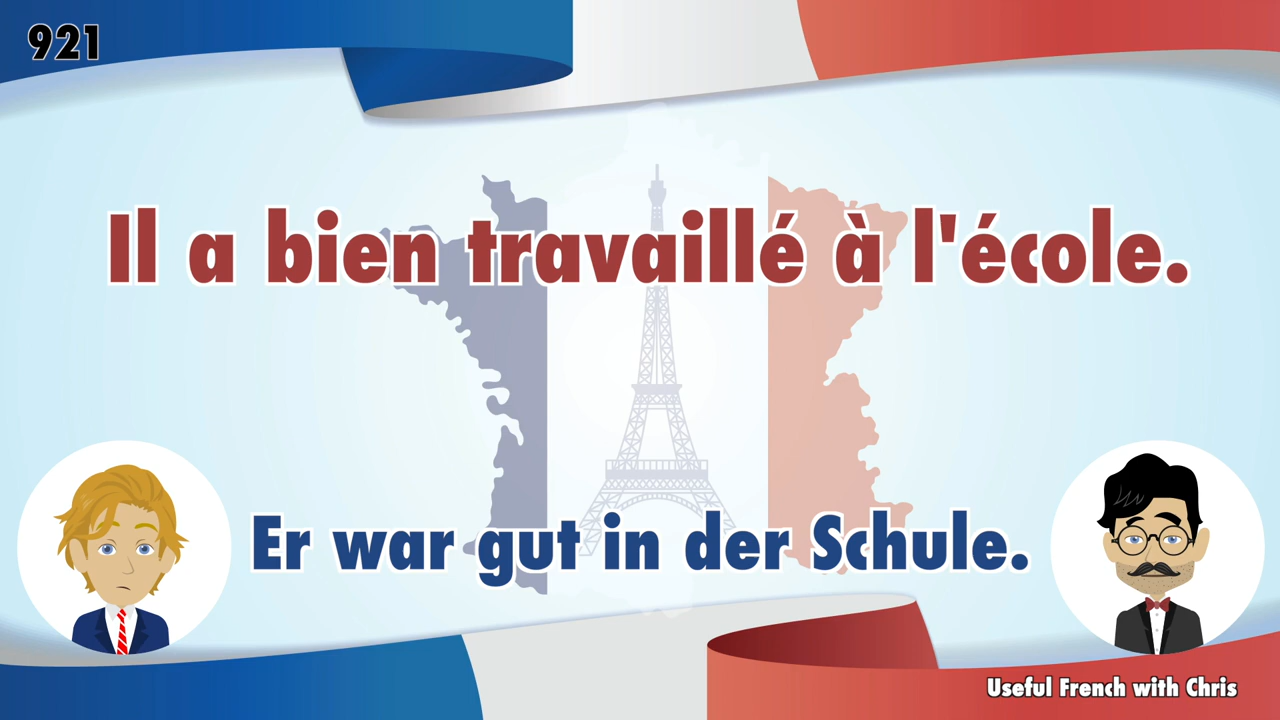 921
Il a bien travaillé à l'école.
Er war gut in der Schule.
Useful French with Chris